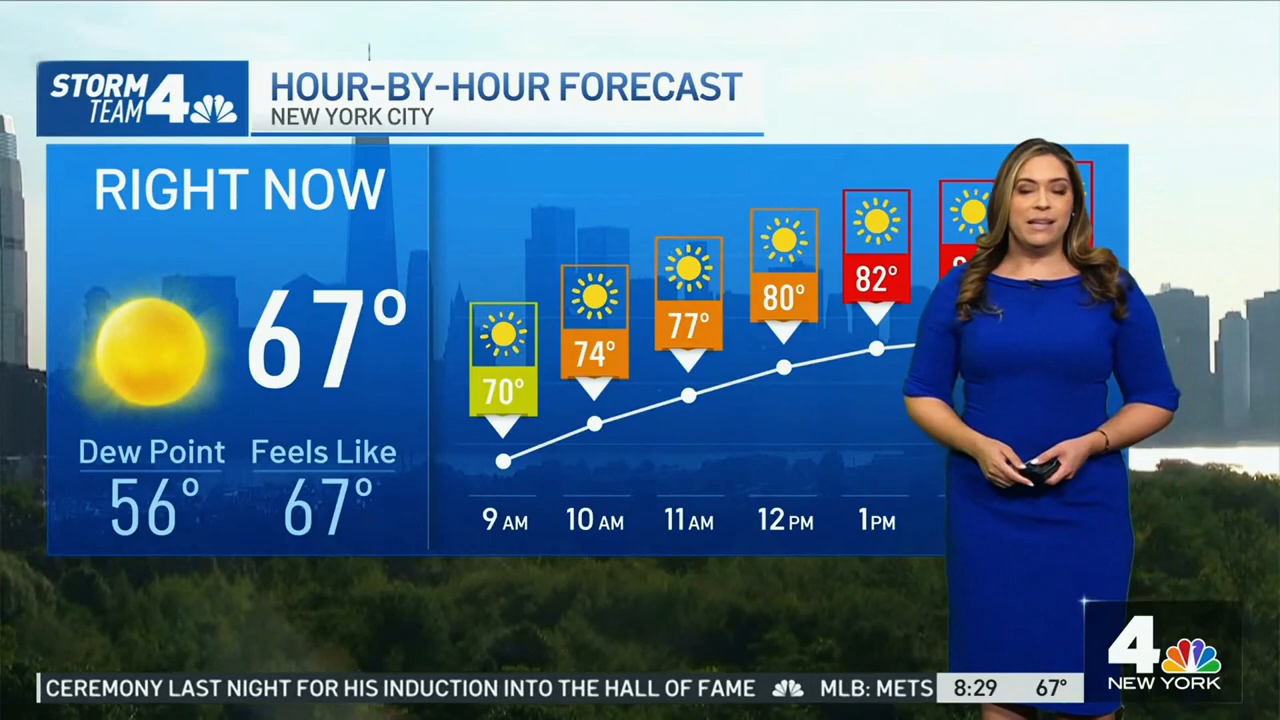 STORM
TEAM 4
HOUR-BY-HOUR FORECAST
NEW YORK CITY
RIGHT NOW
67°
Dew Point
56°
Feels Like
67°
70°
74°
77°
80°
82°
9 AM
10 AM
11 AM
12 PM
1 PM
4
NEW YORK
CEREMONY LAST NIGHT FOR HIS INDUCTION INTO THE HALL OF FAME
MLB: METS
8:29
67°